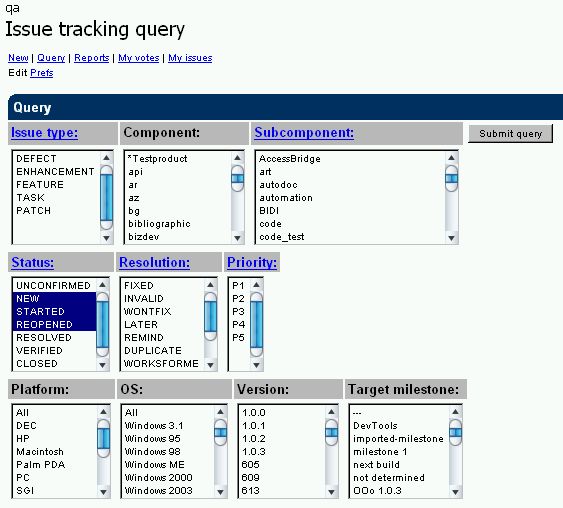 qa
Issue tracking query
New | Query | Reports | My votes | My issues
Edit Prefs
Query
Issue type: Component: Subcomponent: Submit query
DEFECT *Testproduct AccessBridge
ENHANCEMENT api art
FEATURE ar autodoc
TASK az automation
PATCH bg BIDI
bibliographic code
bizdev code_test
Status: Resolution: Priority:
UNCONFIRMED FIXED P1
NEW INVALID P2
STARTED WONTFIX P3
REOPENED LATER P4
RESOLVED REMIND P5
VERIFIED DUPLICATE
CLOSED WORKSFORME
Platform: OS: Version: Target milestone:
All All 1.0.0 ---
DEC Windows 3.1 1.0.1 DevTools
HP Windows 95 1.0.2 imported-milestone
Macintosh Windows 98 1.0.3 milestone 1
Palm PDA Windows ME 605 next build
PC Windows 2000 609 not determined
SGI Windows 2003 613 OOo 1.0.3